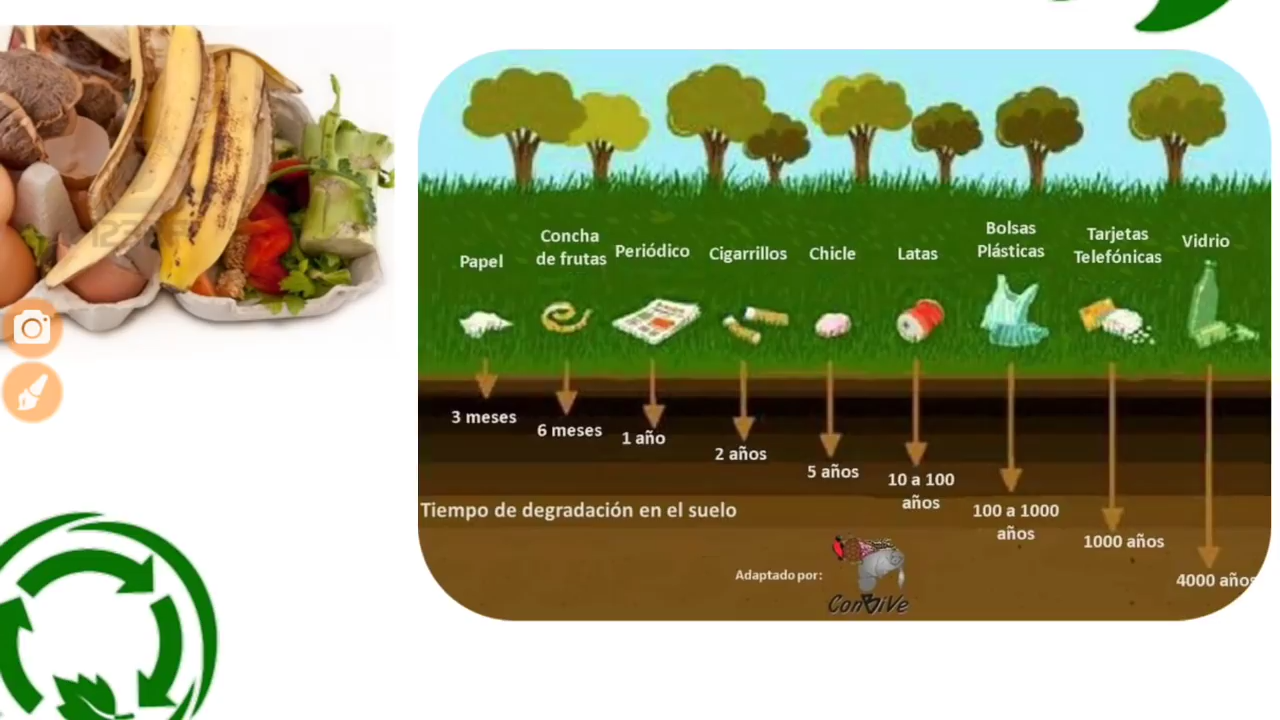 Papel
Concha
de frutas
Periódico
Cigarrillos
Chicle
Latas
Bolsas
Plásticas
Tarjetas
Telefónicas
Vidrio
3 meses
6 meses
1 año
2 años
5 años
10 a 100
años
100 a 1000
años
1000 años
4000 años
Tiempo de degradación en el suelo
Adaptado por:
ConBiVe